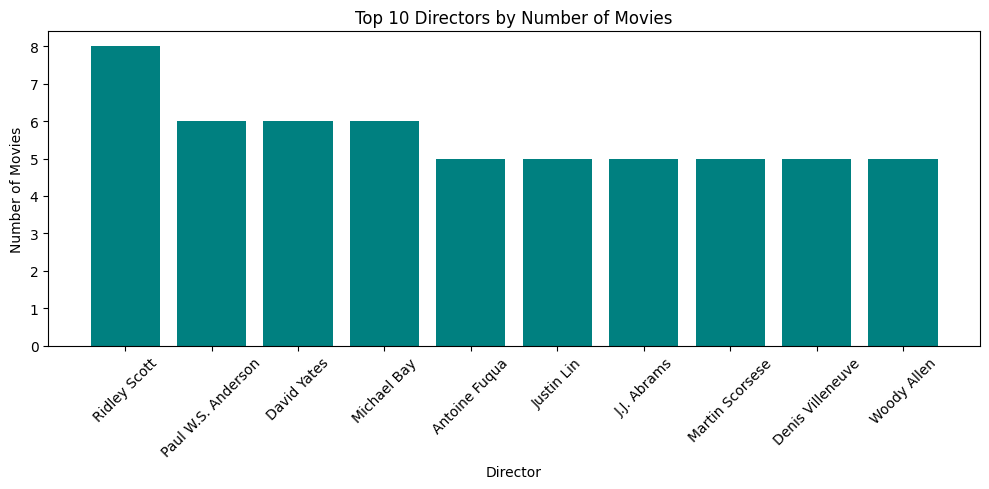 Top 10 Directors by Number of Movies
Number of Movies
8
7
6
5
4
3
2
1
0
Ridley Scott
Paul W.S. Anderson
David Yates
Michael Bay
Antoine Fuqua
Justin Lin
J.J. Abrams
Martin Scorsese
Denis Villeneuve
Woody Allen
Director